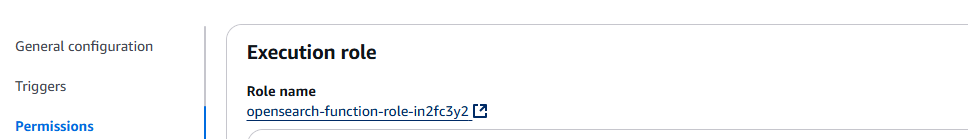 General configuration
Triggers
Permissions
Execution role
Role name
opensearch-function-role-in2fc3y2